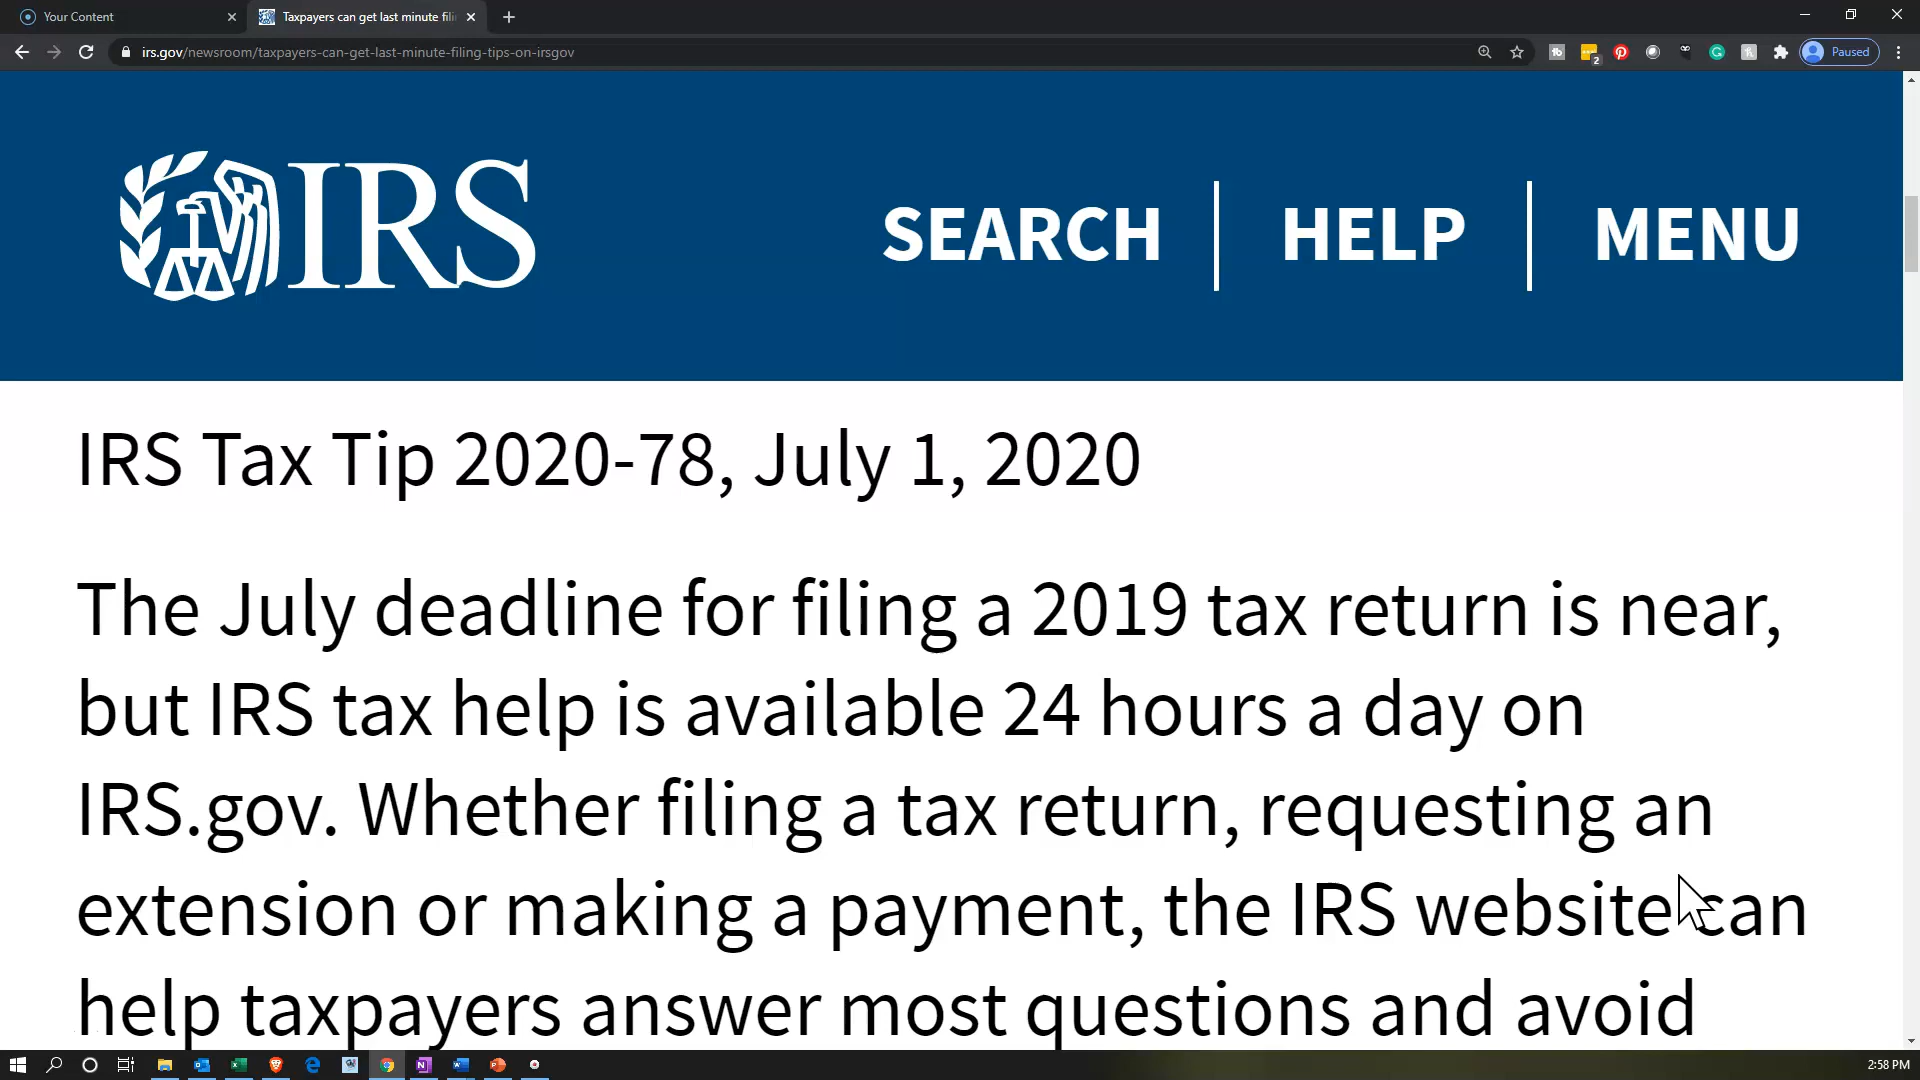 Your Content
Taxpayers can get last minute fili
irs.gov/newsroom/taxpayers-can-get-last-minute-filing-tips-on-irsgov
2
Paused
IRS
SEARCH
HELP
MENU
IRS Tax Tip 2020-78, July 1, 2020
The July deadline for filing a 2019 tax return is near,
but IRS tax help is available 24 hours a day on
IRS.gov. Whether filing a tax return, requesting an
extension or making a payment, the IRS website can
help taxpayers answer most questions and avoid
2:58 PM